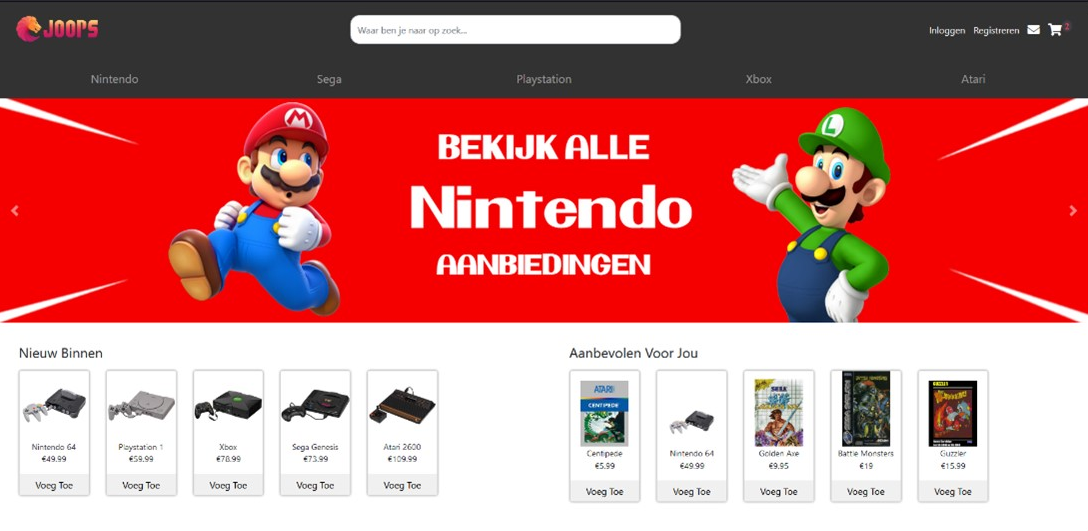 JOOPS
Waar ben je naar op zoek...
Inloggen Registreren 2
Nintendo Sega Playstation Xbox Atari
M
L
BEKIJK ALLE
Nintendo
AANBIEDINGEN
Nieuw Binnen
Nintendo 64
€49.99
Voeg Toe
Playstation 1
€59.99
Voeg Toe
Xbox
€78.99
Voeg Toe
Sega Genesis
€73.99
Voeg Toe
Atari 2600
€109.99
Voeg Toe
Aanbevolen Voor Jou
ATARI
CENTIPEDE
Centipede
€5.99
Voeg Toe
Nintendo 64
€49.99
Voeg Toe
SEGA
Golden Axe
€9.95
Voeg Toe
Battle Monsters
€19
Voeg Toe
Guzzler
€15.99
Voeg Toe